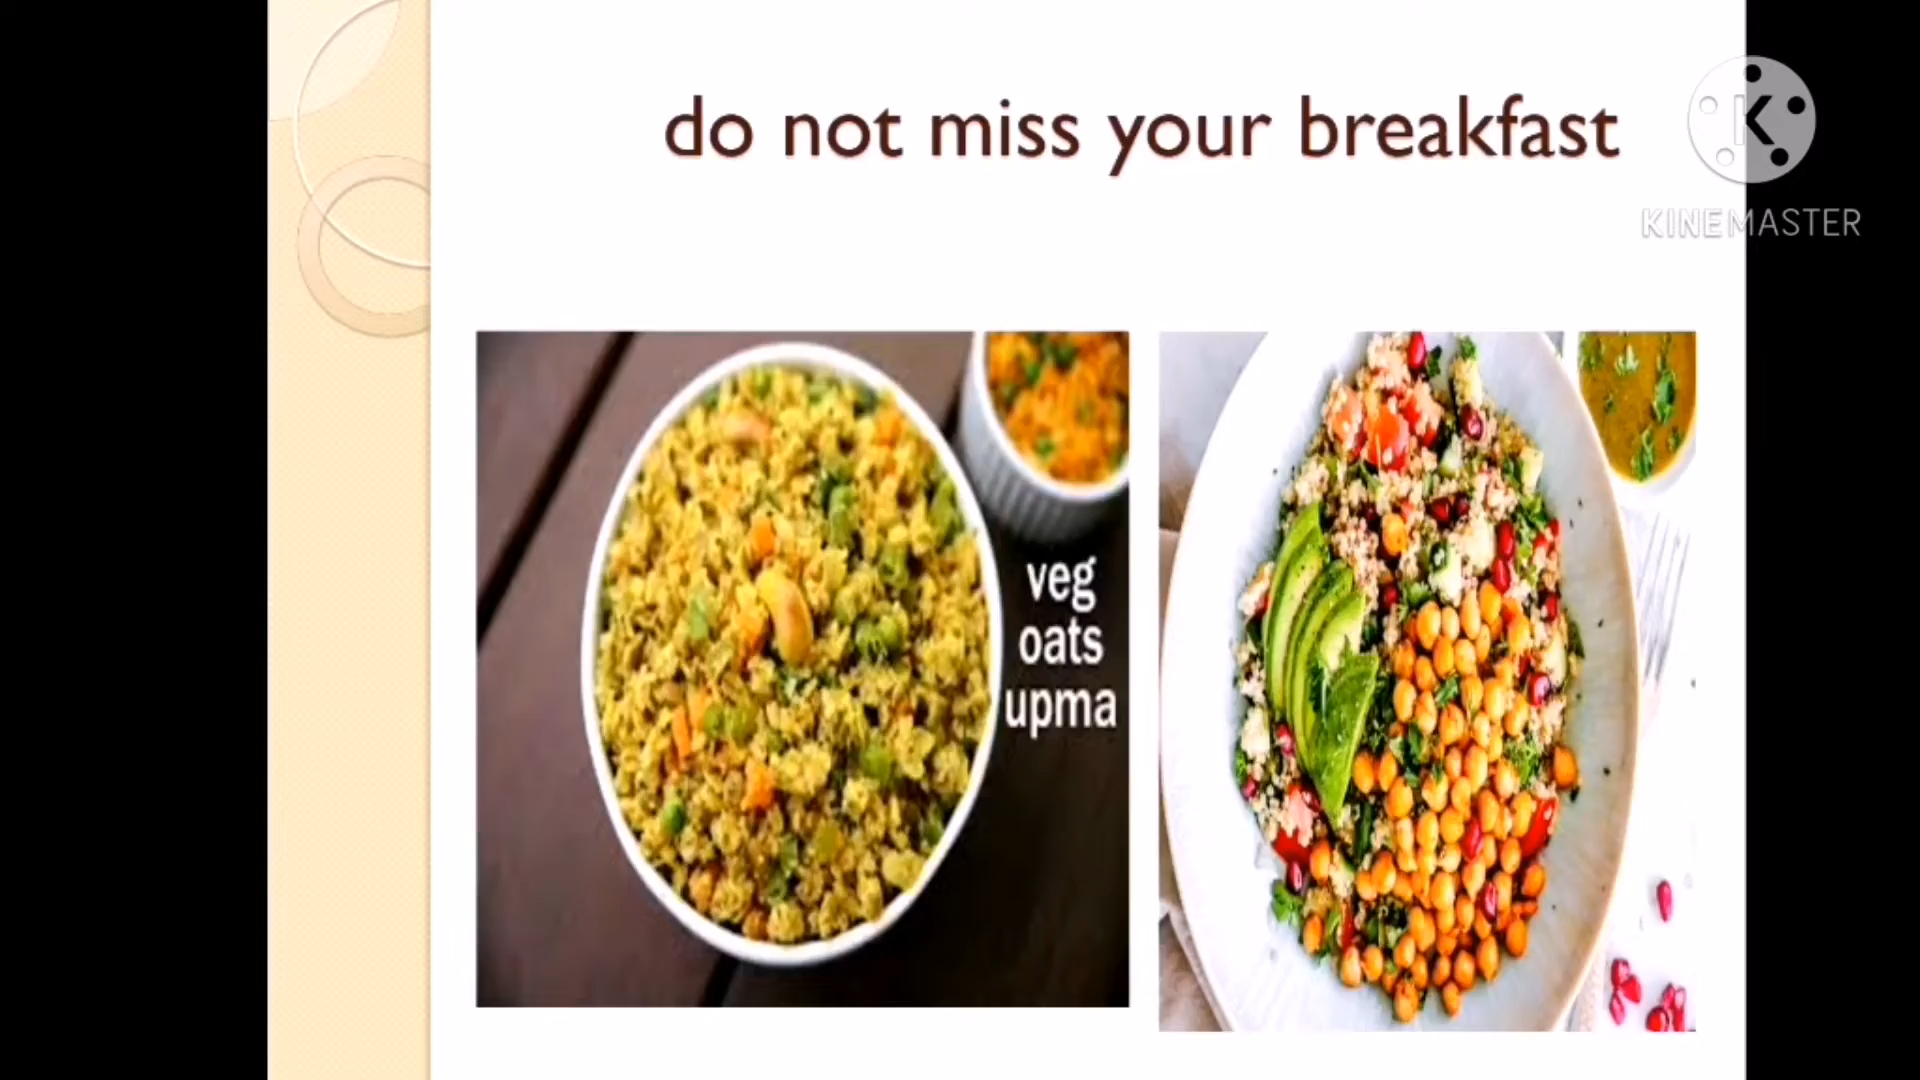 do not miss your breakfast
K
KINEMASTER
veg
oats
upma